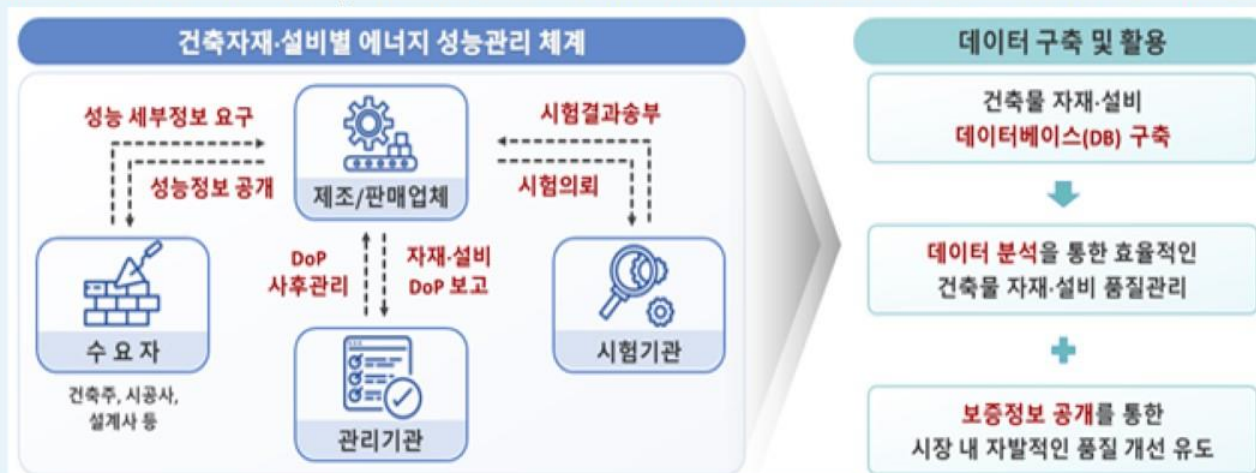 건축자재·설비별 에너지 성능관리 체계
성능 세부정보 요구
성능정보 공개
제조/판매업체
시험결과송부
시험의뢰
DoP
사후관리
자재·설비
DoP 보고
수요자
건축주, 시공사,
설계사 등
관리기관
시험기관
데이터 구축 및 활용
건축물 자재·설비
데이터베이스(DB) 구축
데이터 분석을 통한 효율적인
건축물 자재·설비 품질관리
보증정보 공개를 통한
시장 내 자발적인 품질 개선 유도